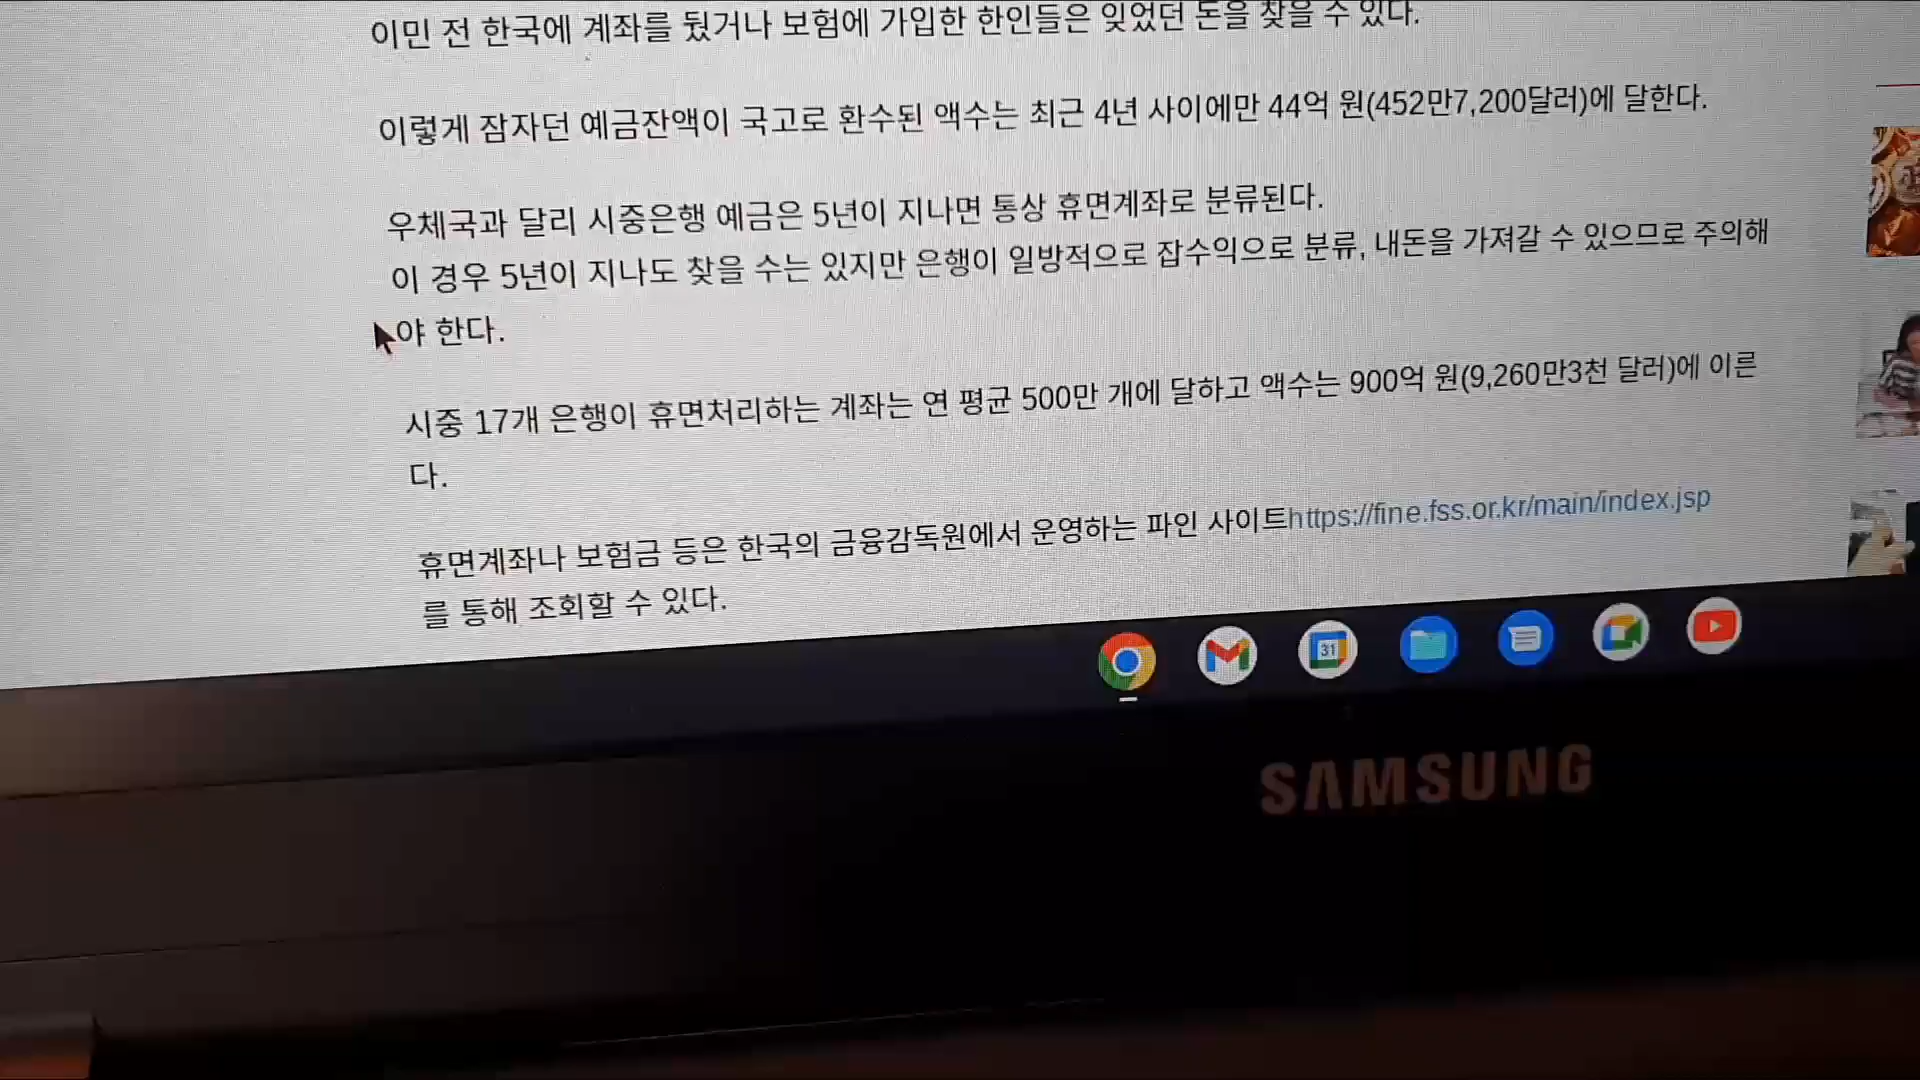 이민 전 한국에 계좌를 뒀거나 보험에 가입한 한인들은 잊었던 돈을 찾을 수 있다.
이렇게 잠자던 예금잔액이 국고로 환수된 액수는 최근 4년 사이에만 44억 원(452만7,200달러)에 달한다.
우체국과 달리 시중은행 예금은 5년이 지나면 통상 휴면계좌로 분류된다.
이 경우 5년이 지나도 찾을 수는 있지만 은행이 일방적으로 잡수익으로 분류, 내돈을 가져갈 수 있으므로 주의해
야 한다.
시중 17개 은행이 휴면처리하는 계좌는 연 평균 500만 개에 달하고 액수는 900억 원(9,260만3천 달러)에 이른
다.
휴면계좌나 보험금 등은 한국의 금융감독원에서 운영하는 파인 사이트https://fine.fss.or.kr/main/index.jsp
를 통해 조회할 수 있다.
31
SAMSUNG